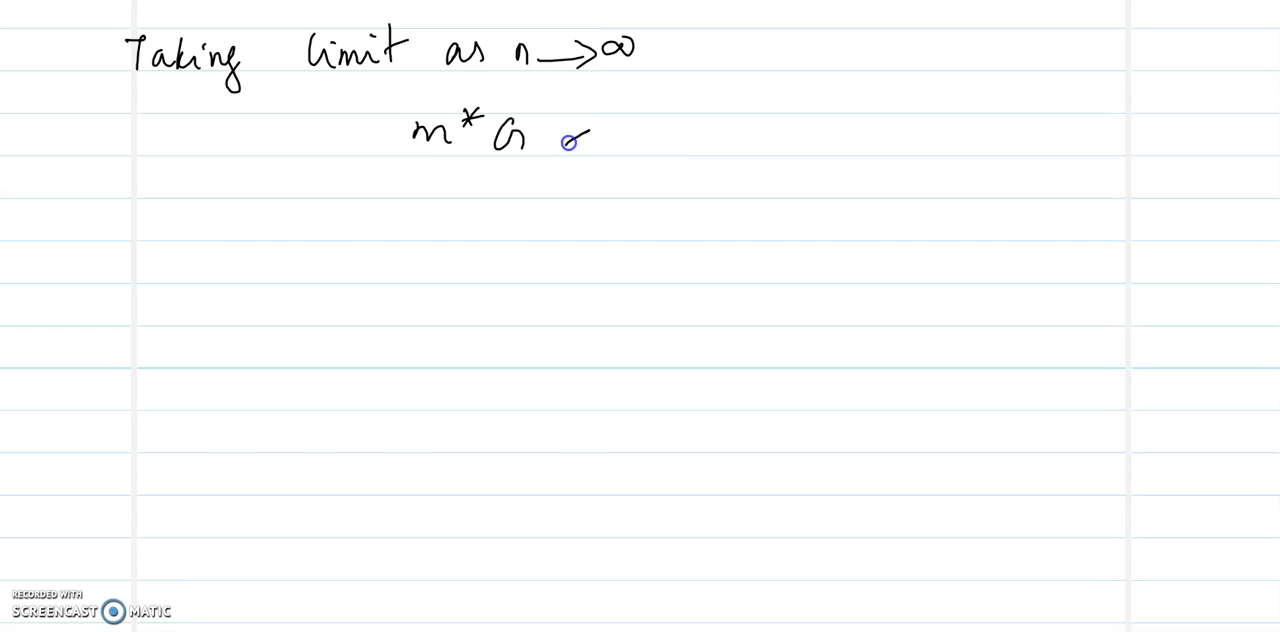 Taking limit as n → ∞
m* G
RECORDED WITH
SCREENCAST MATIC